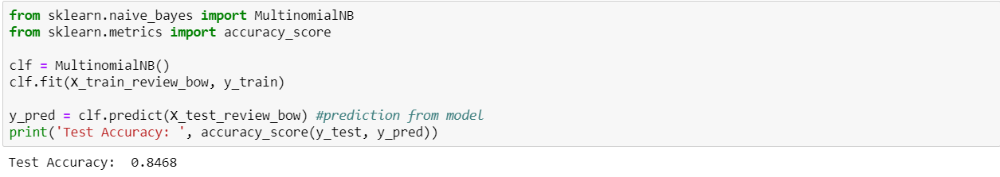 from sklearn.naive_bayes import MultinomialNB
from sklearn.metrics import accuracy_score
clf = MultinomialNB()
clf.fit(X_train_review_bow, y_train)
y_pred = clf.predict(X_test_review_bow) #prediction from model
print('Test Accuracy: ', accuracy_score(y_test, y_pred))
Test Accuracy:  0.8468